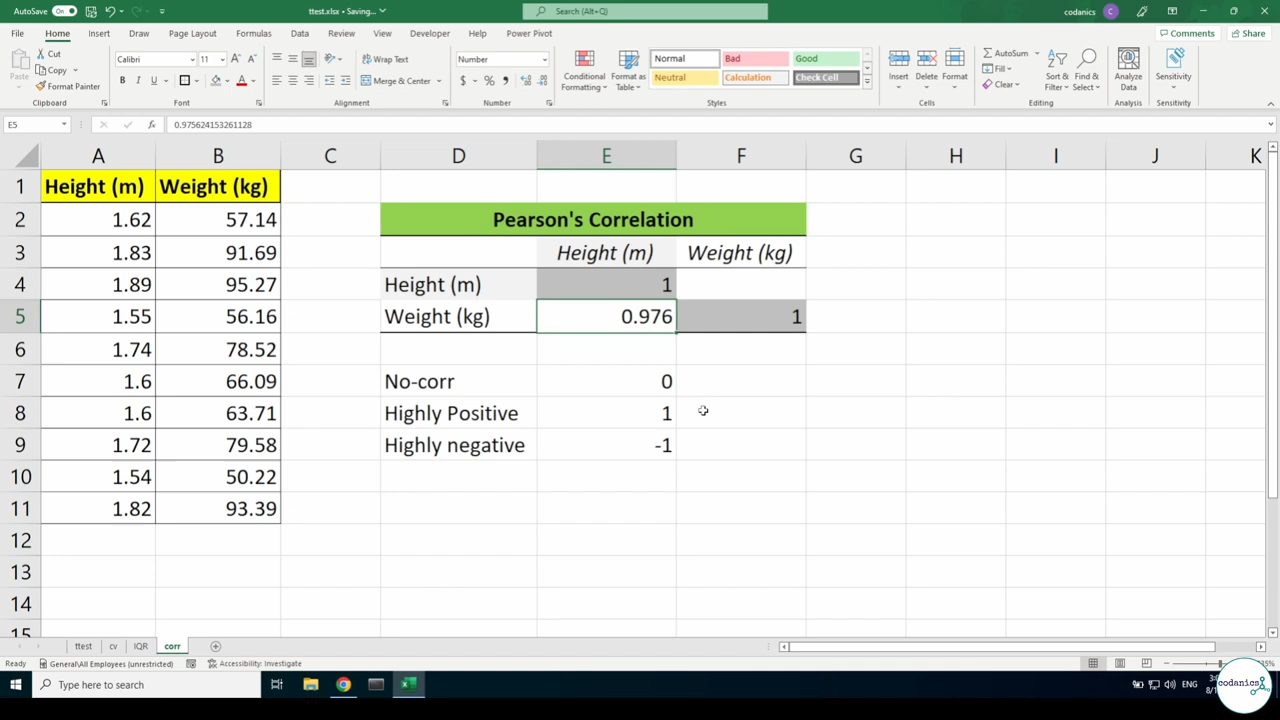 AutoSave On ttest.xlsx • Saving... Search (Alt+Q) codanics C
File Home Insert Draw Page Layout Formulas Data Review View Developer Help Power Pivot Comments Share
Paste Cut Copy Format Painter Clipboard
Calibri 11 A A B I U A Font
Wrap Text Merge & Center Alignment
Number $ % Number
Conditional Formatting Format as Table Normal Bad Good Neutral Calculation Check Cell Styles
Insert Delete Format Cells
AutoSum Fill Clear Sort & Filter Find & Select Editing
Analyze Data Analysis Sensitivity Sensitivity
E5 fx 0.975624153261128
A B C D E F G H I J K
1 Height (m) Weight (kg)
2 1.62 57.14 Pearson's Correlation
3 1.83 91.69 Height (m) Weight (kg)
4 1.89 95.27 Height (m) 1
5 1.55 56.16 Weight (kg) 0.976 1
6 1.74 78.52
7 1.6 66.09 No-corr 0
8 1.6 63.71 Highly Positive 1
9 1.72 79.58 Highly negative -1
10 1.54 50.22
11 1.82 93.39
12
13
14
15
ttest cv IQR corr
Ready General\All Employees (unrestricted) Accessibility: Investigate
Type here to search ENG
codanics